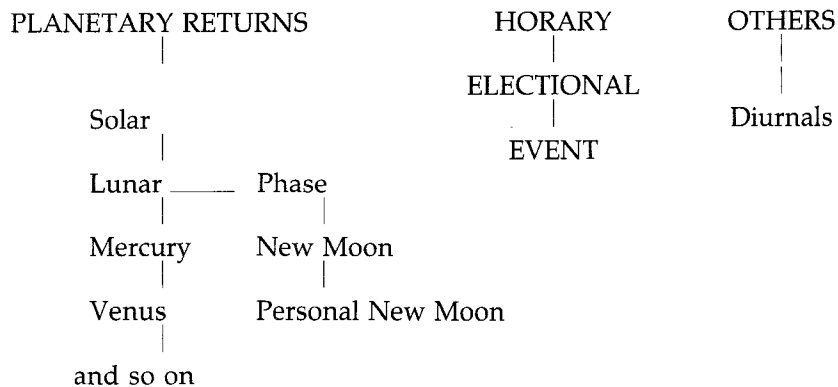 PLANETARY RETURNS HORARY OTHERS
ELECTIONAL
Solar Diurnals
EVENT
Lunar Phase
Mercury New Moon
Venus Personal New Moon
and so on